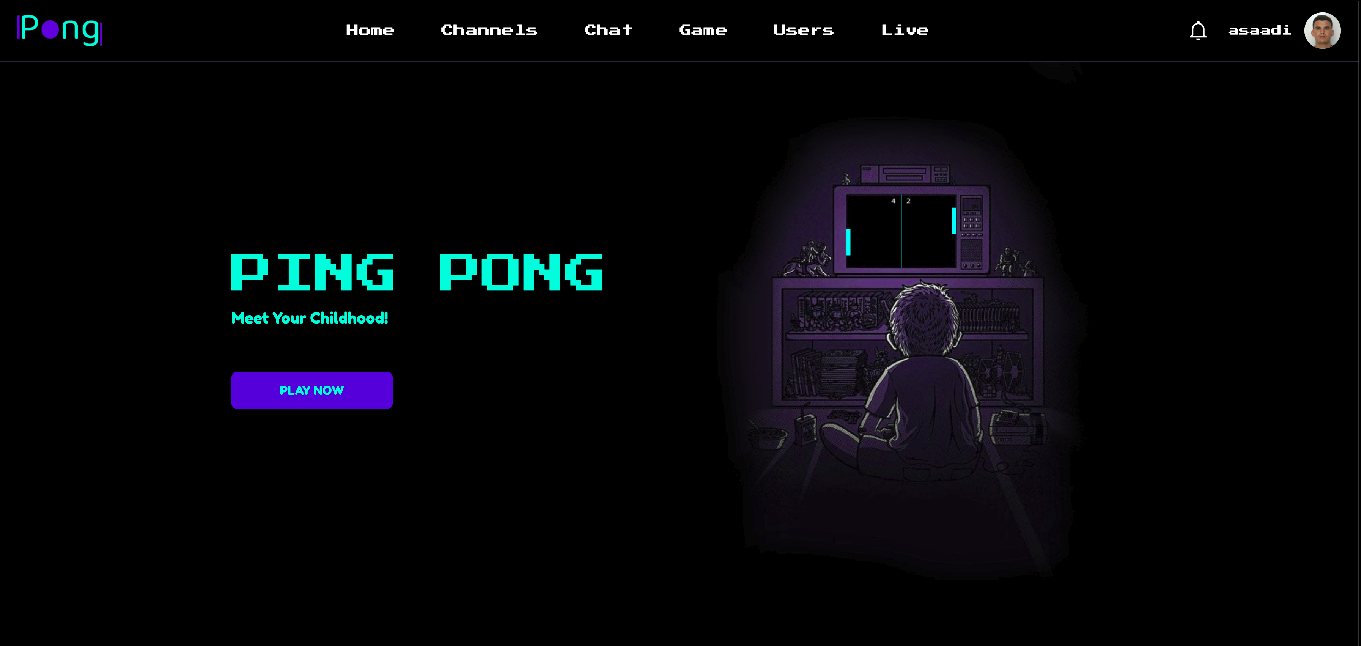 Pong
Home Channels Chat Game Users Live
asaadi
4 2
PING PONG
Meet Your Childhood!
PLAY NOW